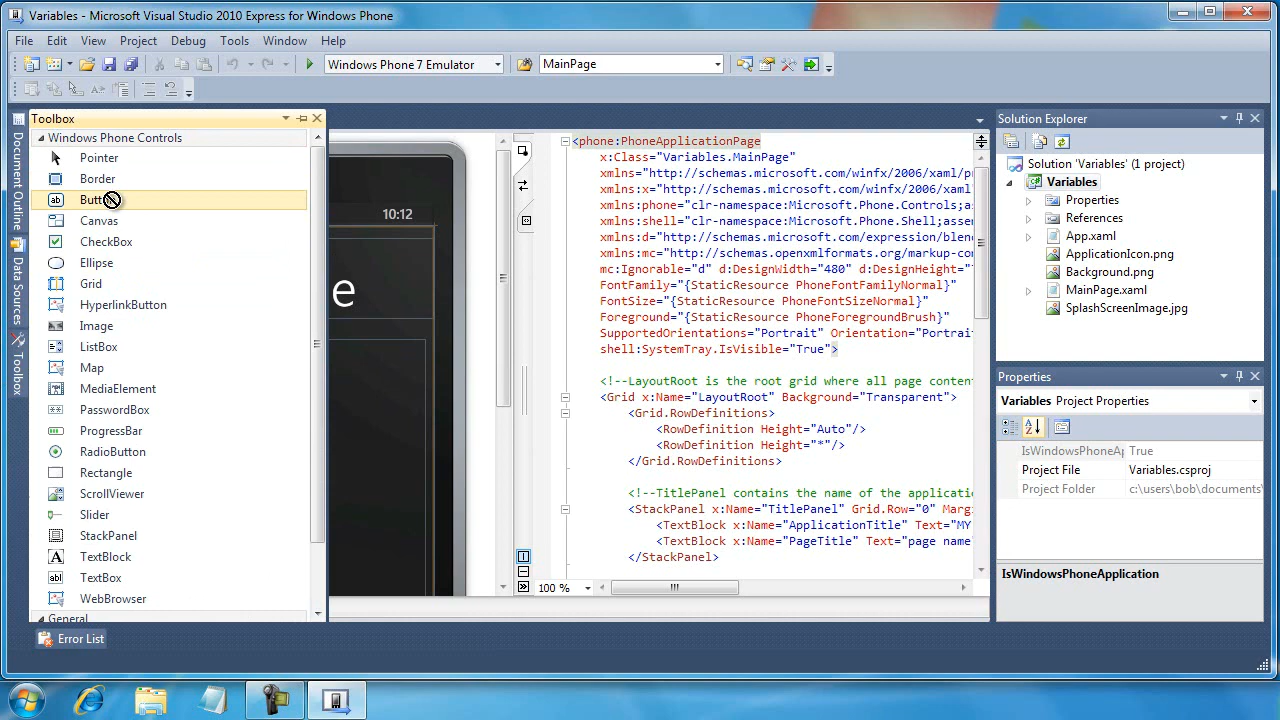 Variables - Microsoft Visual Studio 2010 Express for Windows Phone
File Edit View Project Debug Tools Window Help
Windows Phone 7 Emulator MainPage
Document Outline
Data Sources
Toolbox
Toolbox
Windows Phone Controls
Pointer
Border
Canvas
CheckBox
Ellipse
Grid
HyperlinkButton
Image
ListBox
Map
MediaElement
PasswordBox
ProgressBar
RadioButton
Rectangle
ScrollViewer
Slider
StackPanel
TextBlock
TextBox
WebBrowser
General
10:12
e
<phone:PhoneApplicationPage
x:Class="Variables.MainPage"
xmlns="http://schemas.microsoft.com/winfx/2006/xaml/p
xmlns:x="http://schemas.microsoft.com/winfx/2006/xaml
xmlns:phone="clr-namespace:Microsoft.Phone.Controls;as
xmlns:shell="clr-namespace:Microsoft.Phone.Shell;assem
xmlns:d="http://schemas.microsoft.com/expression/blen
xmlns:mc="http://schemas.openxmlformats.org/markup-com
mc:Ignorable="d" d:DesignWidth="480" d:DesignHeight="
FontFamily="{StaticResource PhoneFontFamilyNormal}"
FontSize="{StaticResource PhoneFontSizeNormal}"
Foreground="{StaticResource PhoneForegroundBrush}"
SupportedOrientations="Portrait" Orientation="Portrait
shell:SystemTray.IsVisible="True">
<!--LayoutRoot is the root grid where all page content
<Grid x:Name="LayoutRoot" Background="Transparent">
<Grid.RowDefinitions>
<RowDefinition Height="Auto"/>
<RowDefinition Height="*"/>
</Grid.RowDefinitions>
<!--TitlePanel contains the name of the applicatio
<StackPanel x:Name="TitlePanel" Grid.Row="0" Margi
<TextBlock x:Name="ApplicationTitle" Text="MY
<TextBlock x:Name="PageTitle" Text="page name"
</StackPanel>
100 %
Solution Explorer
Solution 'Variables' (1 project)
Variables
Properties
References
App.xaml
ApplicationIcon.png
Background.png
MainPage.xaml
SplashScreenImage.jpg
Properties
Variables Project Properties
IsWindowsPhoneAp True
Project File Variables.csproj
Project Folder c:\users\bob\documents\
IsWindowsPhoneApplication
Error List